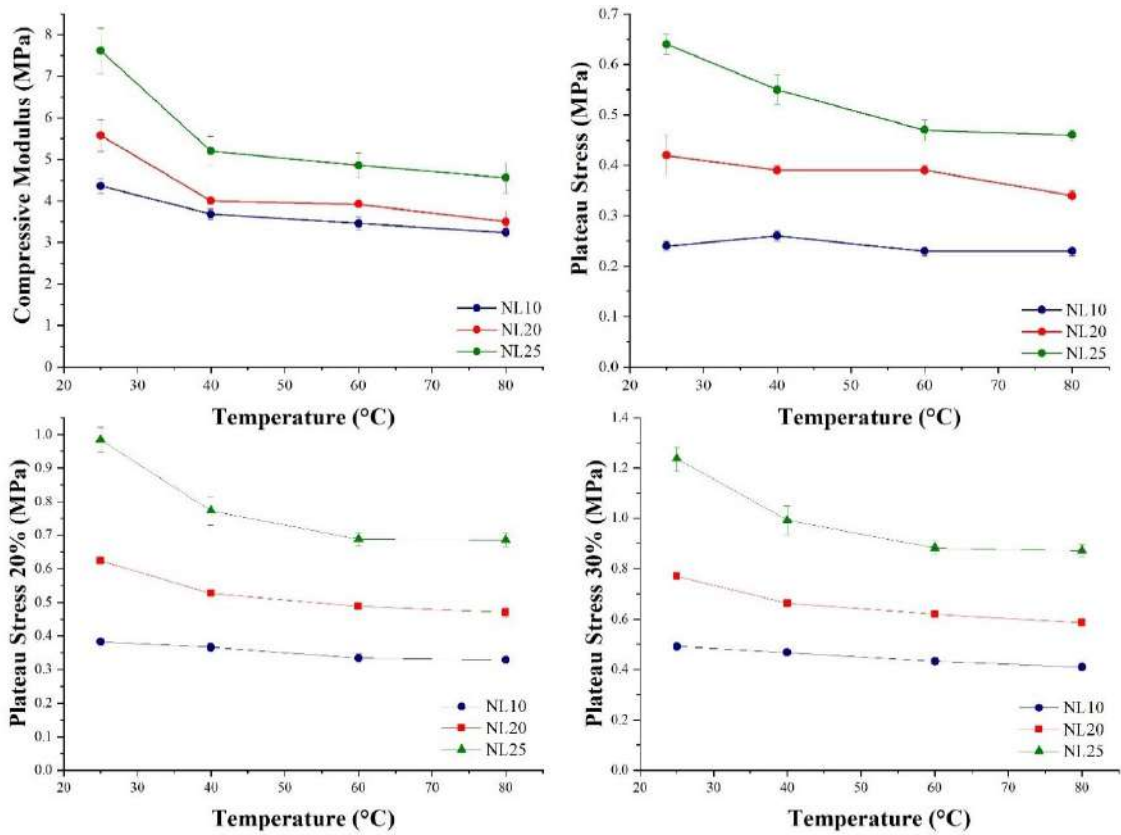 Compressive Modulus (MPa)
8
7
6
5
4
3
2
1
0
20 30 40 50 60 70 80
Temperature (°C)
NL10
NL20
NL25
Plateau Stress (MPa)
0.7
0.6
0.5
0.4
0.3
0.2
0.1
0.0
20 30 40 50 60 70 80
Temperature (°C)
NL10
NL20
NL25
Plateau Stress 20% (MPa)
1.0
0.9
0.8
0.7
0.6
0.5
0.4
0.3
0.2
0.1
0.0
20 30 40 50 60 70 80
Temperature (°C)
NL10
NL20
NL25
Plateau Stress 30% (MPa)
1.4
1.2
1.0
0.8
0.6
0.4
0.2
0.0
20 30 40 50 60 70 80
Temperature (°C)
NL10
NL20
NL25